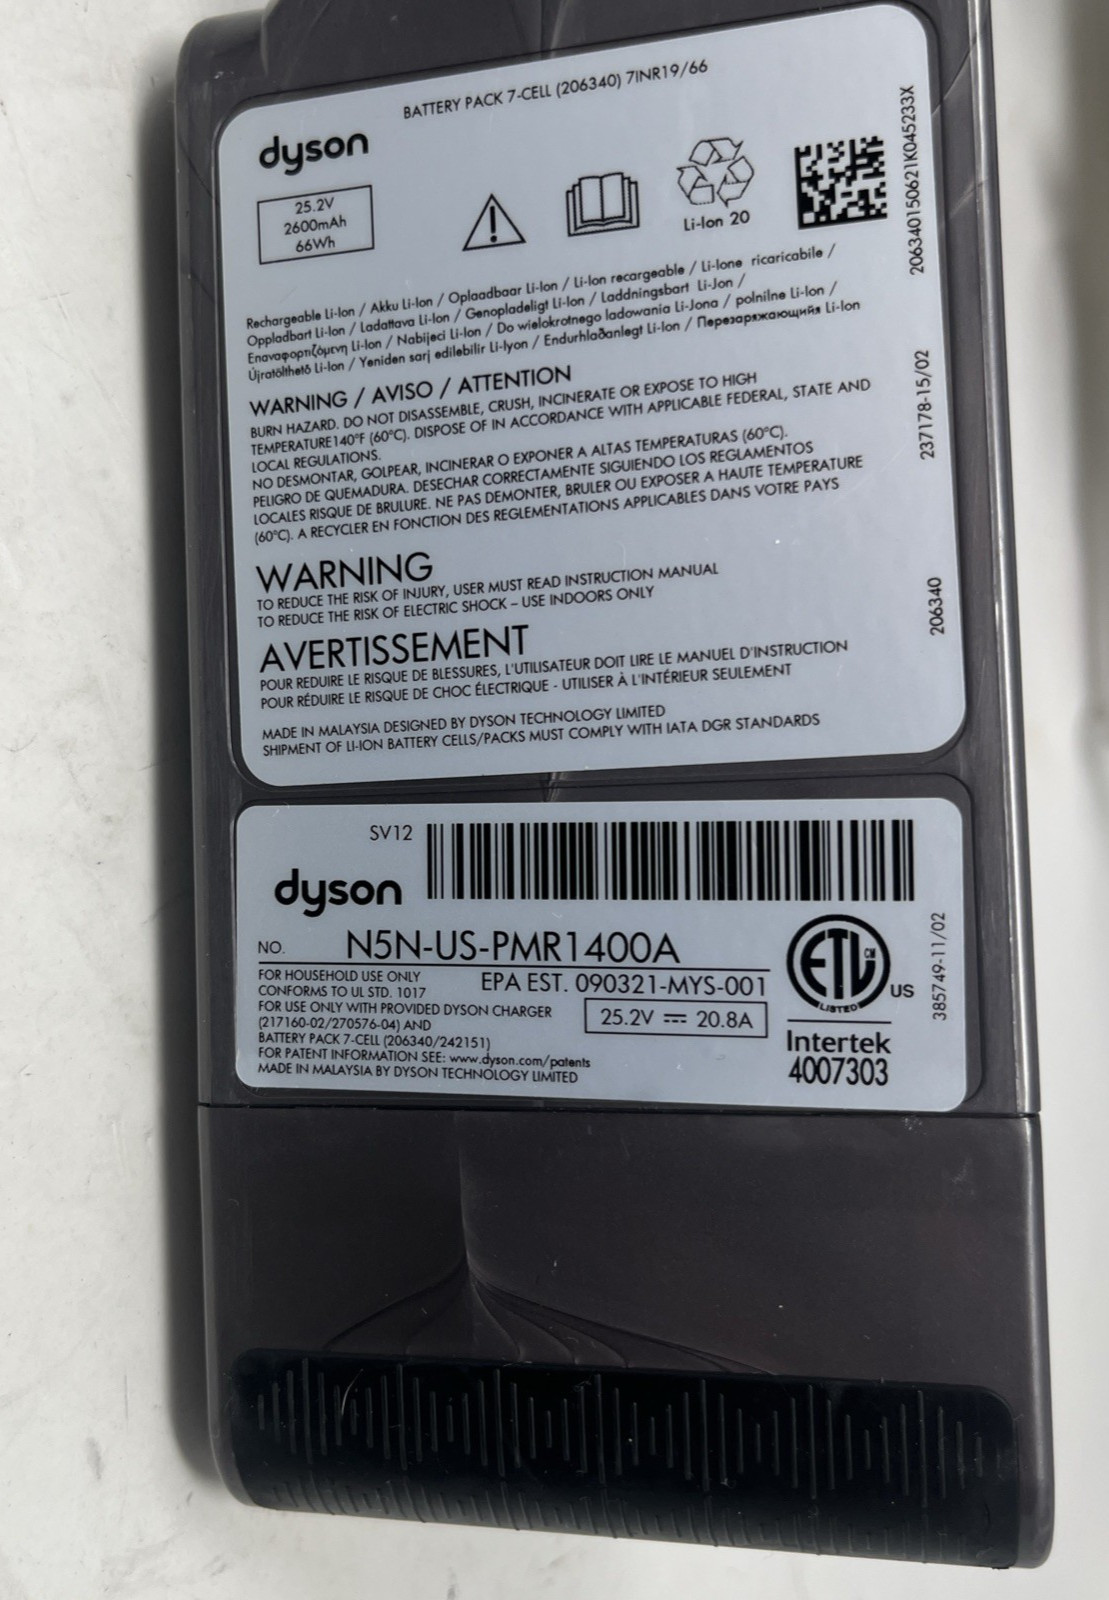 BATTERY PACK 7-CELL (206340) 7INR19/66
dyson
25.2V
2600mAh
66Wh
Li-Ion 20
Rechargeable Li-Ion / Akku Li-Ion / Oplaadbaar Li-Ion / Li-Ion recargeable / Li-Ione ricaricabile /
Oppladbart Li-Ion / Ladattava Li-Ion / Genopladeligt Li-Ion / Laddningsbart Li-Jon /
Επαναφορτιζόμενη Li-Ion / Nabijeci Li-Ion / Do wielokrotnego ladowania Li-Jona / polnilne Li-Ion /
Újratölthető Li-Ion / Yeniden sarj edilebilir Li-Iyon / Endurhlaðanlegt Li-Ion / Перезаряжающийся Li-Ion
WARNING / AVISO / ATTENTION
BURN HAZARD. DO NOT DISASSEMBLE, CRUSH, INCINERATE OR EXPOSE TO HIGH
TEMPERATURE 140°F (60°C). DISPOSE OF IN ACCORDANCE WITH APPLICABLE FEDERAL, STATE AND
LOCAL REGULATIONS.
NO DESMONTAR, GOLPEAR, INCINERAR O EXPONER A ALTAS TEMPERATURAS (60°C).
PELIGRO DE QUEMADURA. DESECHAR CORRECTAMENTE SIGUIENDO LOS REGLAMENTOS
LOCALES RISQUE DE BRULURE. NE PAS DEMONTER, BRULER OU EXPOSER A HAUTE TEMPERATURE
(60°C). A RECYCLER EN FONCTION DES REGLEMENTATIONS APPLICABLES DANS VOTRE PAYS
WARNING
TO REDUCE THE RISK OF INJURY, USER MUST READ INSTRUCTION MANUAL
TO REDUCE THE RISK OF ELECTRIC SHOCK – USE INDOORS ONLY
AVERTISSEMENT
POUR REDUIRE LE RISQUE DE BLESSURES, L'UTILISATEUR DOIT LIRE LE MANUEL D'INSTRUCTION
POUR RÉDUIRE LE RISQUE DE CHOC ÉLECTRIQUE - UTILISER À L'INTÉRIEUR SEULEMENT
MADE IN MALAYSIA DESIGNED BY DYSON TECHNOLOGY LIMITED
SHIPMENT OF LI-ION BATTERY CELLS/PACKS MUST COMPLY WITH IATA DGR STANDARDS
206340150621K045233X
237178-15/02
206340
SV12
dyson
NO. N5N-US-PMR1400A
FOR HOUSEHOLD USE ONLY
CONFORMS TO UL STD. 1017
FOR USE ONLY WITH PROVIDED DYSON CHARGER
(217160-02/270576-04) AND
BATTERY PACK 7-CELL (206340/242151)
FOR PATENT INFORMATION SEE: www.dyson.com/patents
MADE IN MALAYSIA BY DYSON TECHNOLOGY LIMITED
EPA EST. 090321-MYS-001
25.2V ⎓ 20.8A
ETL CM
LISTED
US
Intertek
4007303
385749-11/02